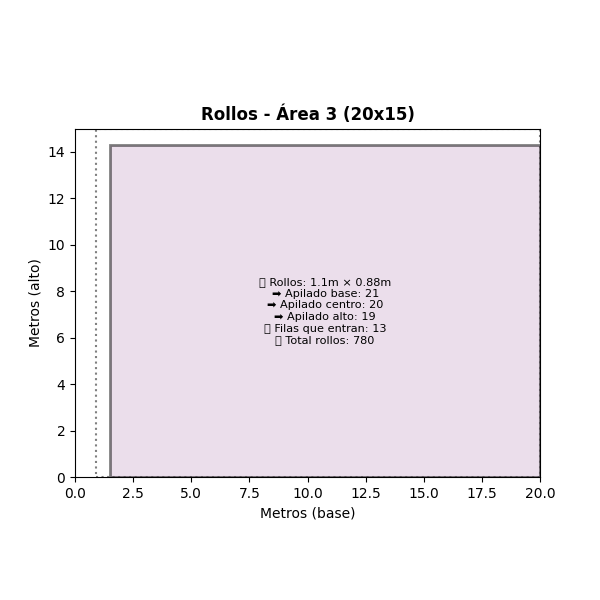 Rollos - Área 3 (20x15)
Metros (alto)
14
12
10
8
6
4
2
0
▯ Rollos: 1.1m × 0.88m
➡ Apilado base: 21
➡ Apilado centro: 20
➡ Apilado alto: 19
▯ Filas que entran: 13
▯ Total rollos: 780
0.0 2.5 5.0 7.5 10.0 12.5 15.0 17.5 20.0
Metros (base)